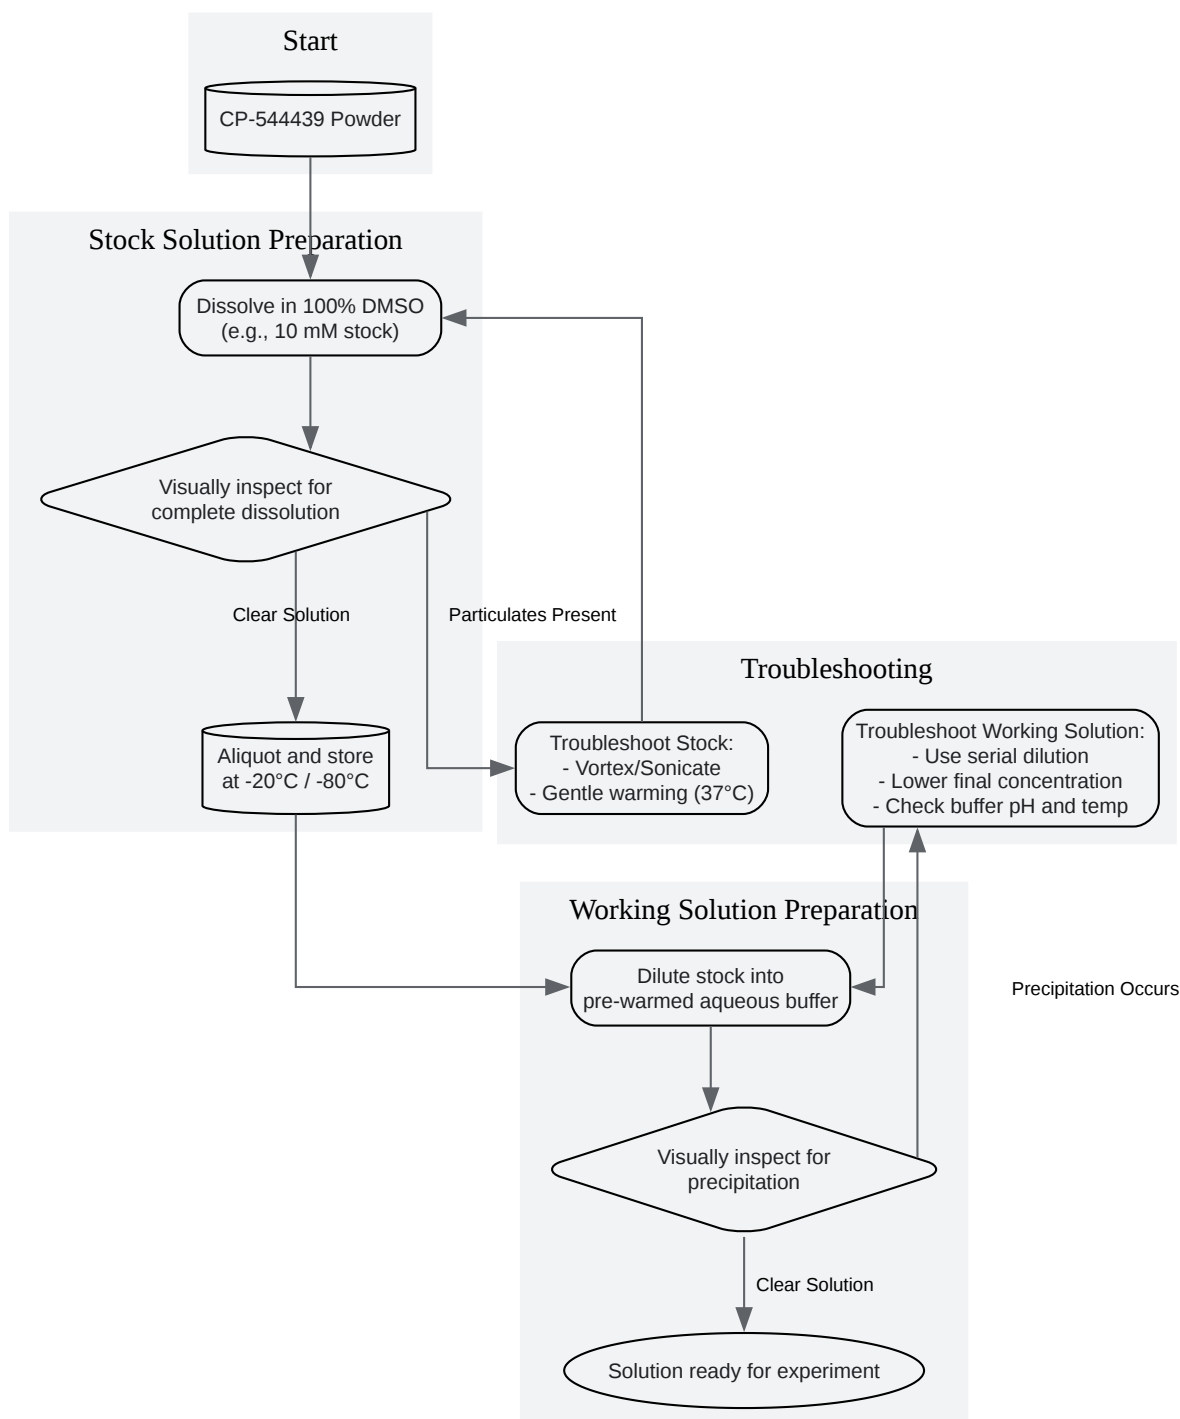 Start
CP-544439 Powder
Stock Solution Preparation
Dissolve in 100% DMSO
(e.g., 10 mM stock)
Visually inspect for
complete dissolution
Clear Solution
Particulates Present
Aliquot and store
at -20°C / -80°C
Troubleshooting
Troubleshoot Stock:
- Vortex/Sonicate
- Gentle warming (37°C)
Troubleshoot Working Solution:
- Use serial dilution
- Lower final concentration
- Check buffer pH and temp
Working Solution Preparation
Dilute stock into
pre-warmed aqueous buffer
Precipitation Occurs
Visually inspect for
precipitation
Clear Solution
Solution ready for experiment